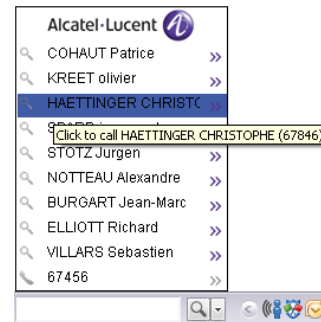 Alcatel·Lucent
COHAUT Patrice
KREET olivier
HAETTINGER CHRISTC
Click to call HAETTINGER CHRISTOPHE (67846)
STOTZ Jurgen
NOTTEAU Alexandre
BURGART Jean-Marc
ELLIOTT Richard
VILLARS Sebastien
67456